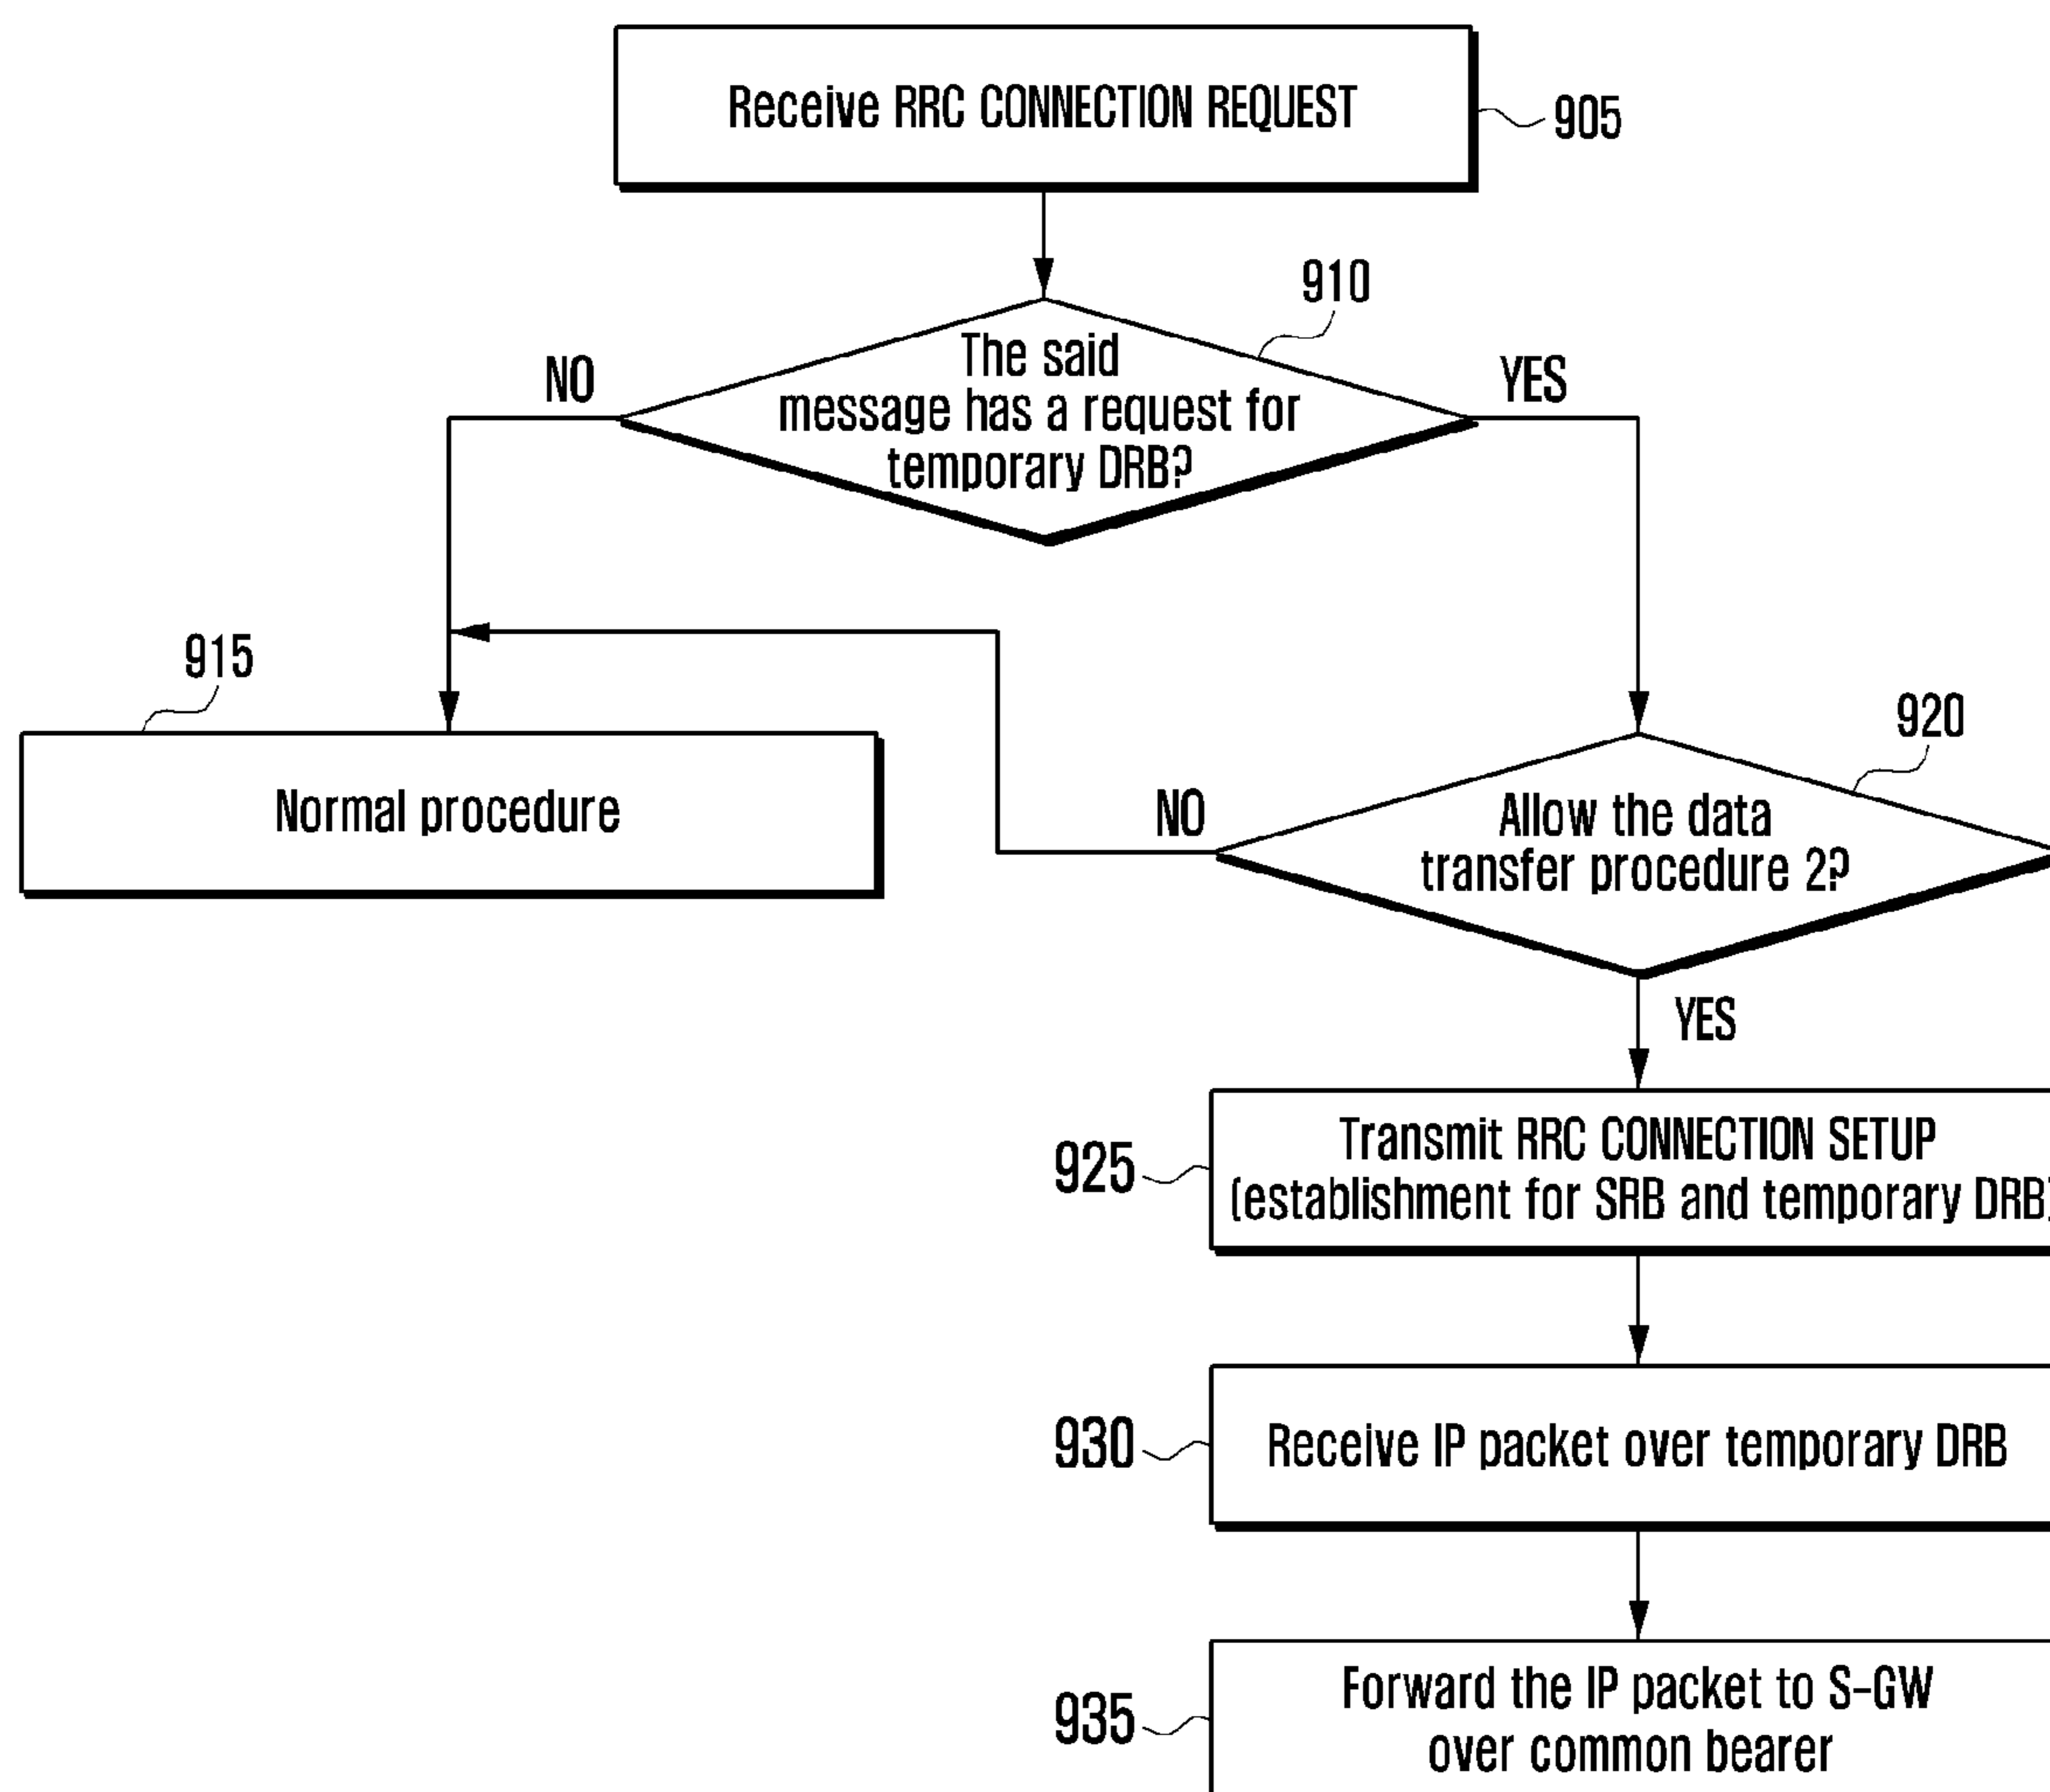 Receive RRC CONNECTION REQUEST
905
910
The said
message has a request for
temporary DRB?
NO
YES
915
Normal procedure
920
Allow the data
transfer procedure 2?
NO
YES
925
Transmit RRC CONNECTION SETUP
(establishment for SRB and temporary DRB)
930
Receive IP packet over temporary DRB
935
Forward the IP packet to S-GW
over common bearer